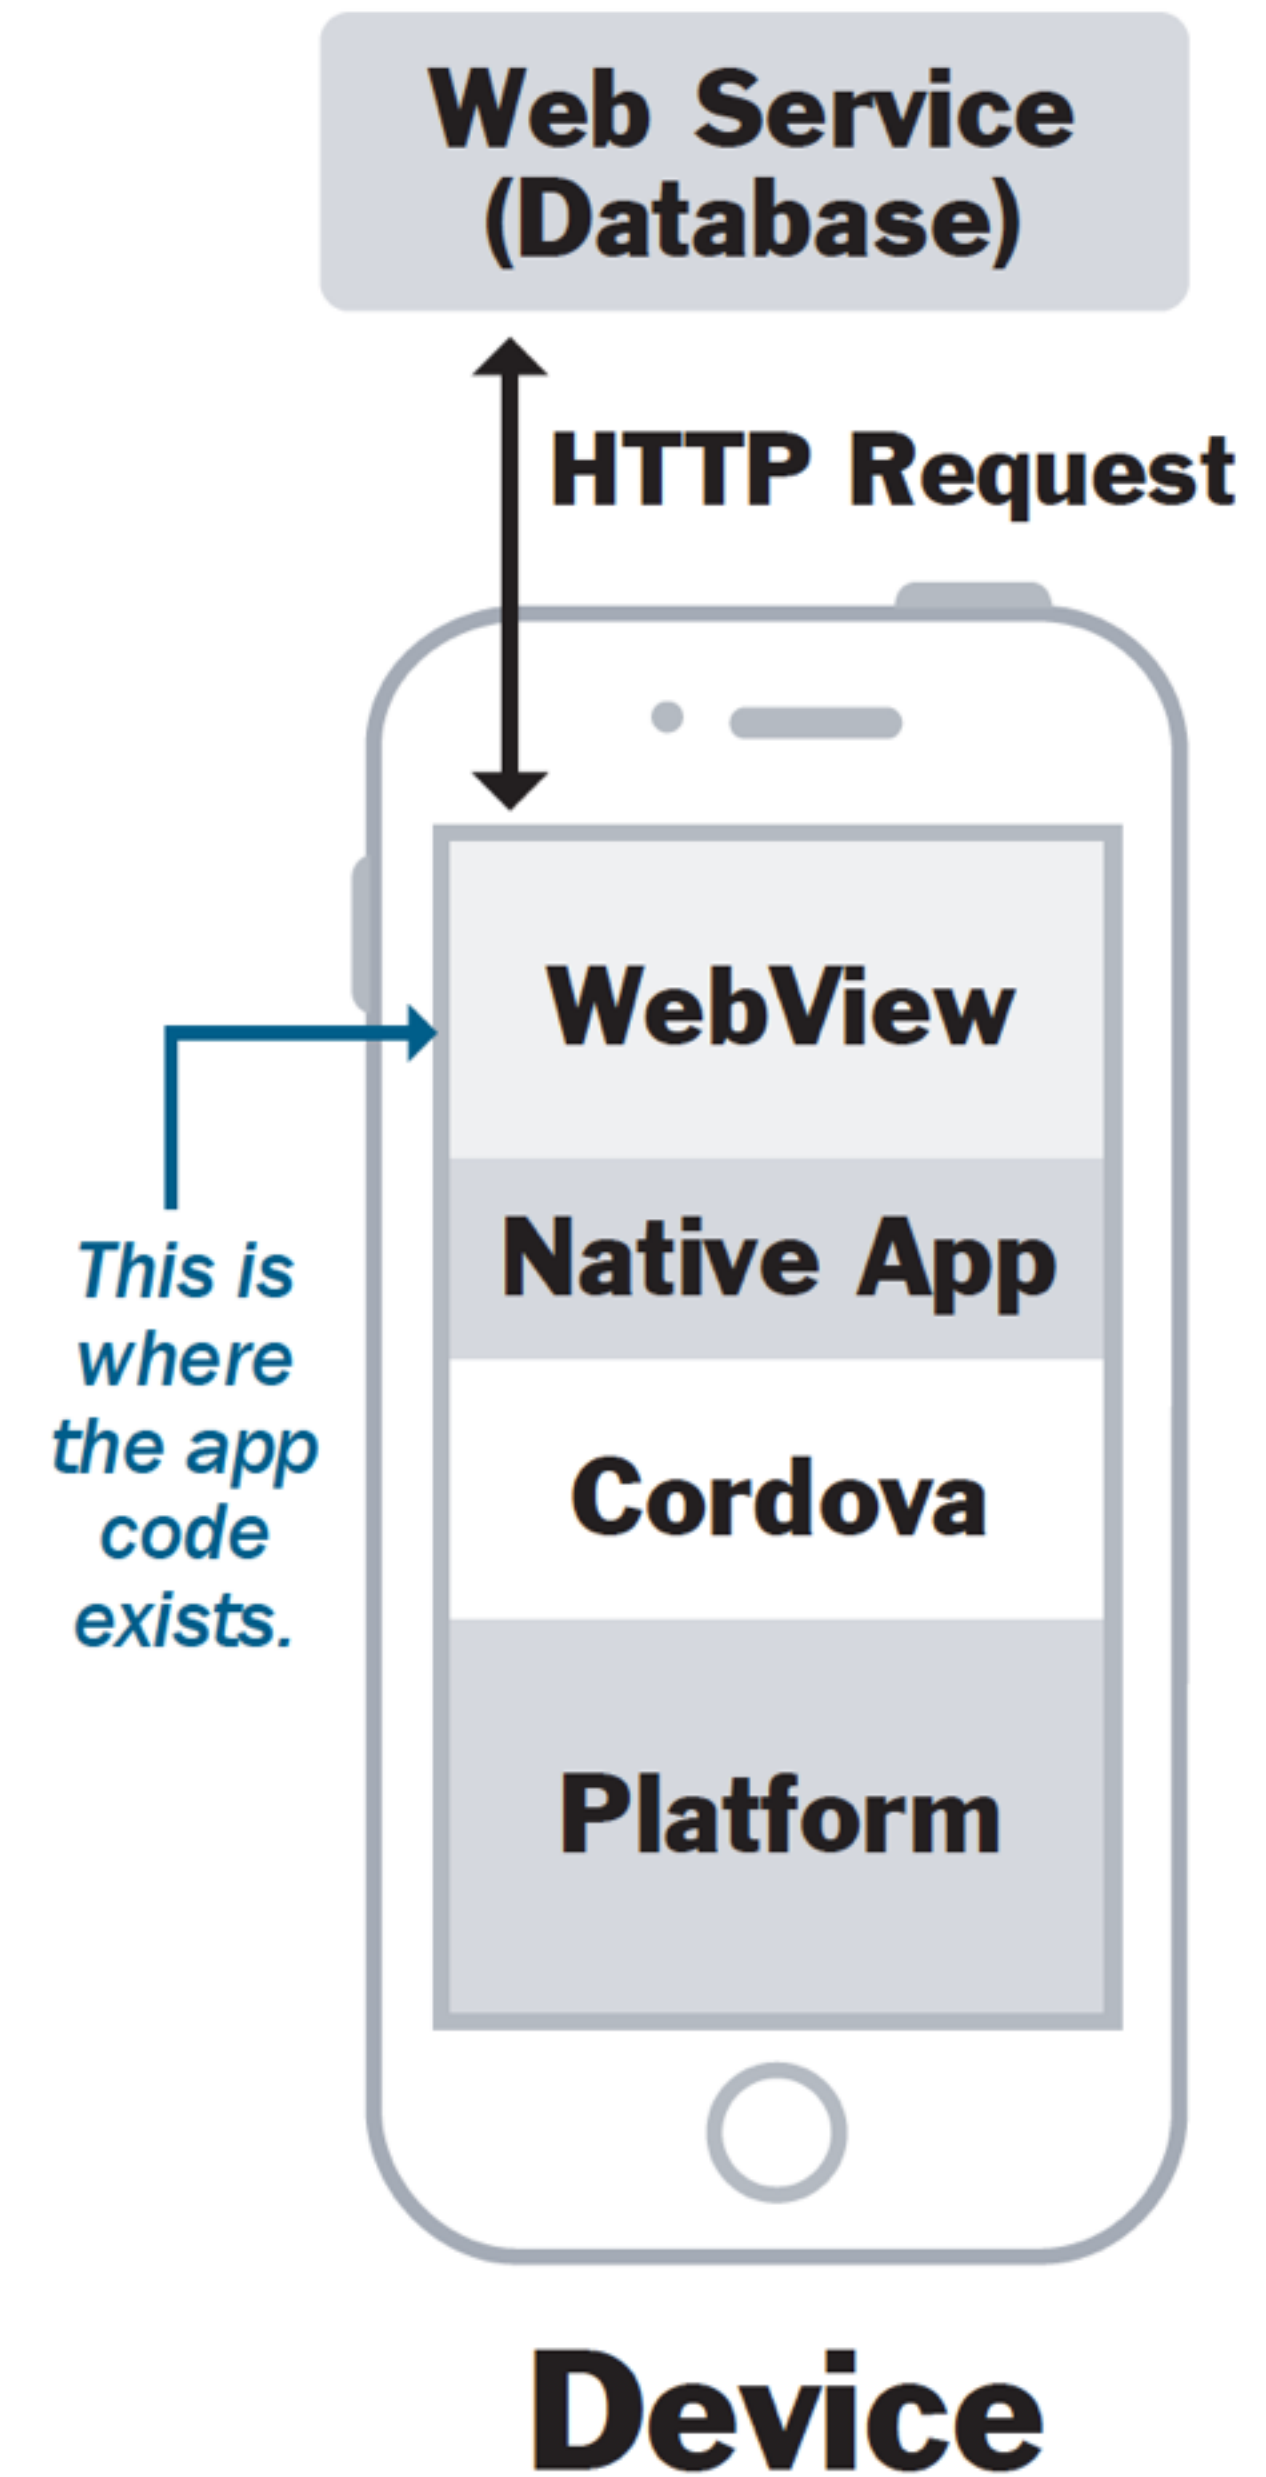 Web Service
(Database)
HTTP Request
WebView
Native App
Cordova
Platform
This is
where
the app
code
exists.
Device